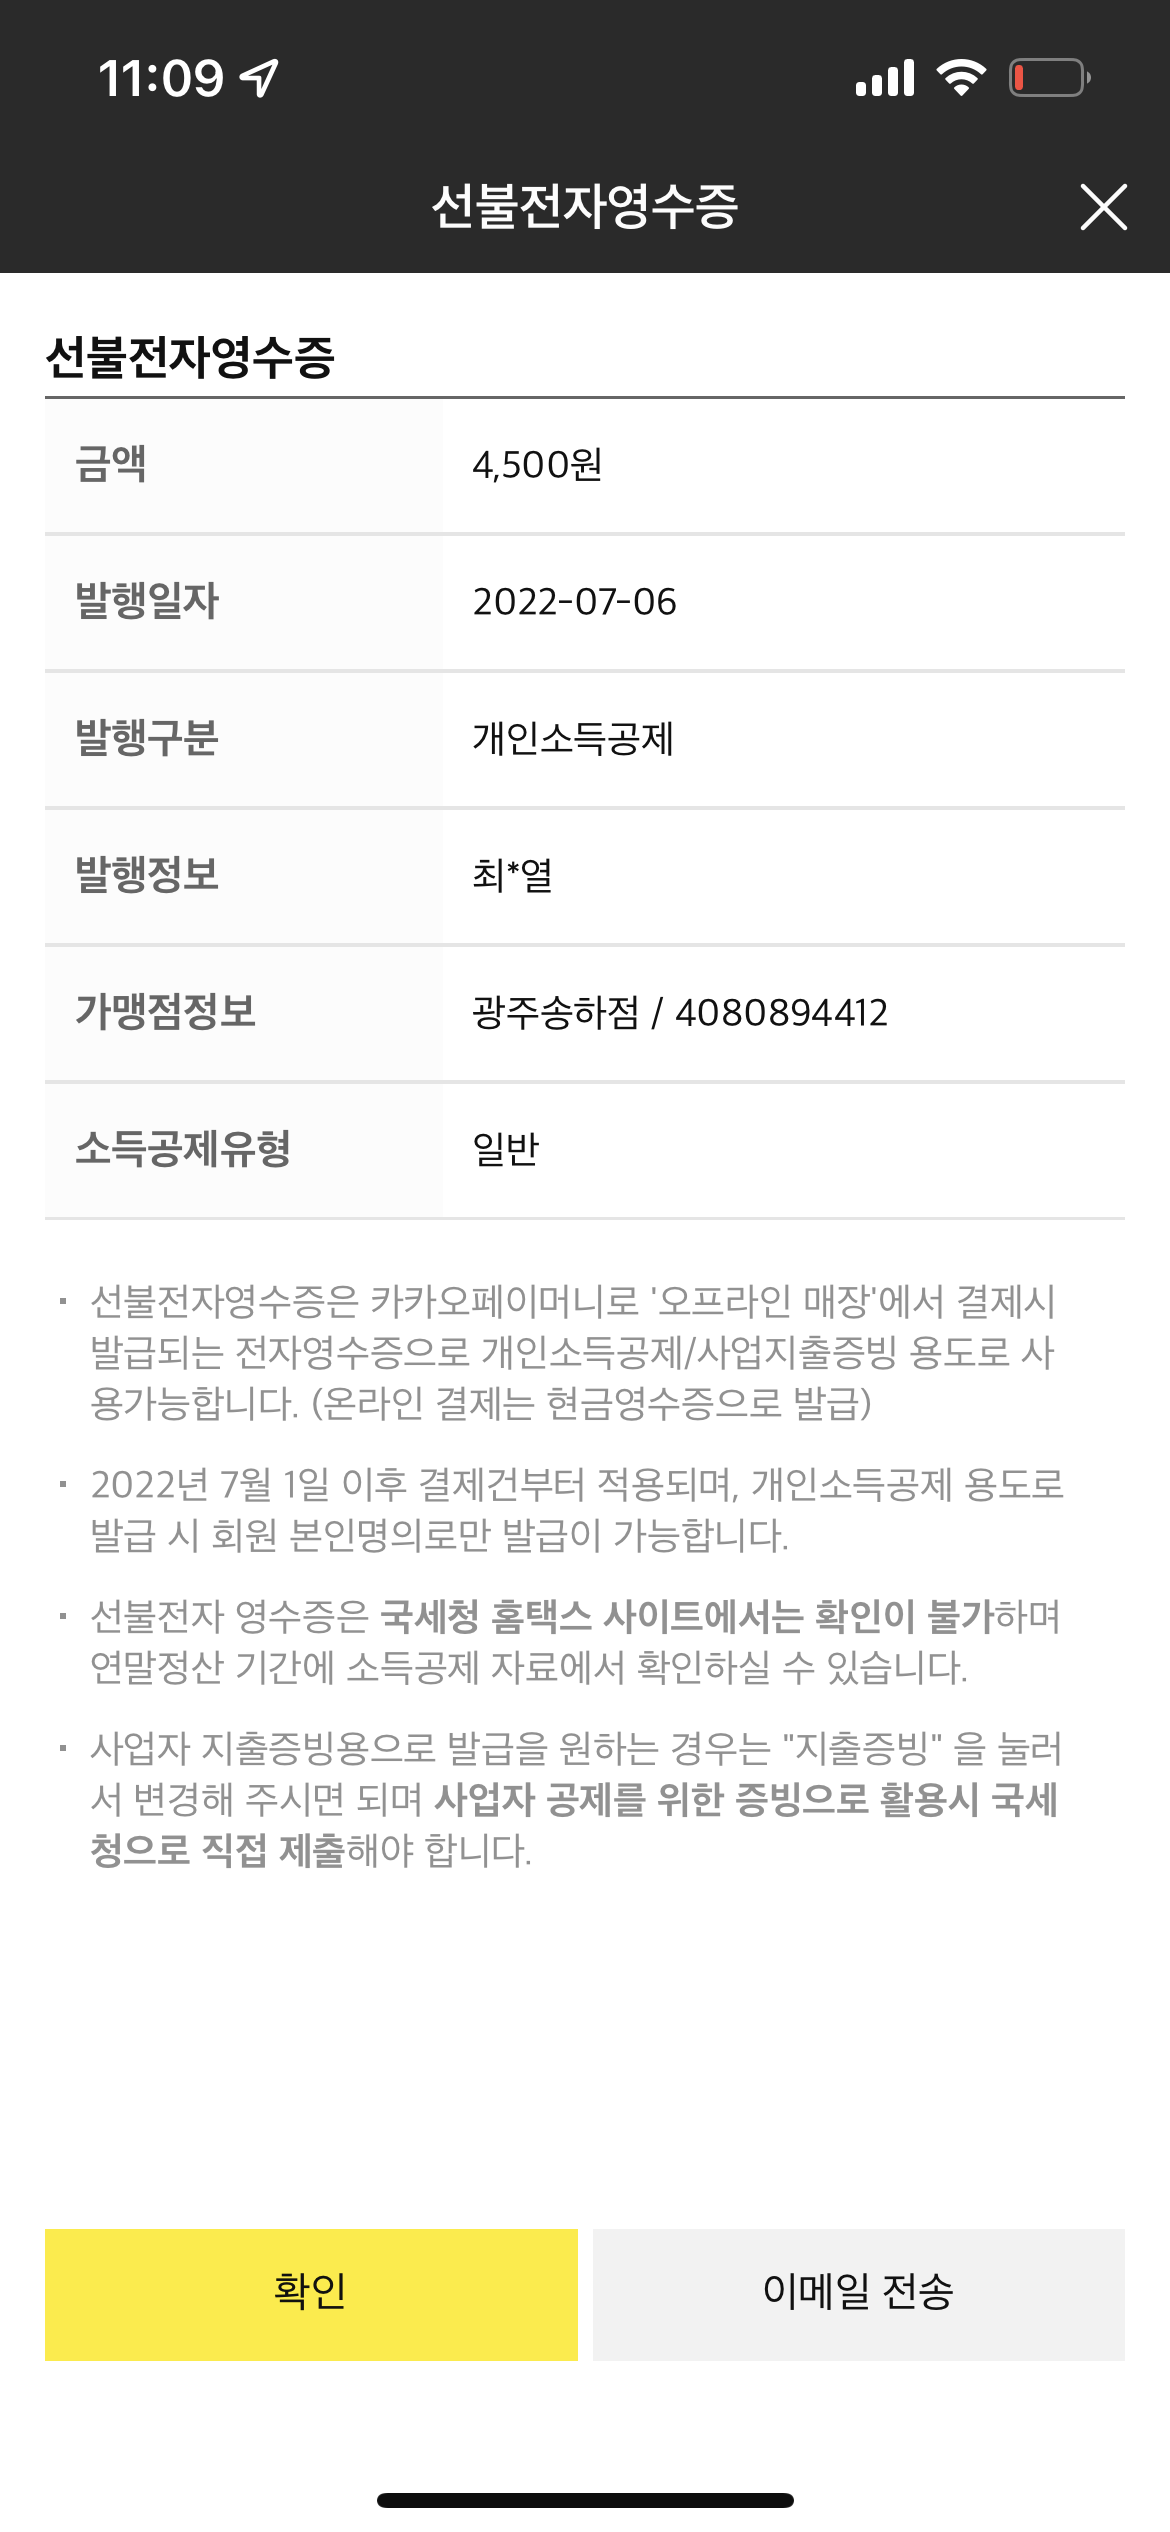 11:09
선불전자영수증
선불전자영수증
금액 4,500원
발행일자 2022-07-06
발행구분 개인소득공제
발행정보 최*열
가맹점정보 광주송하점 / 4080894412
소득공제유형 일반
· 선불전자영수증은 카카오페이머니로 '오프라인 매장'에서 결제시
발급되는 전자영수증으로 개인소득공제/사업지출증빙 용도로 사
용가능합니다. (온라인 결제는 현금영수증으로 발급)
· 2022년 7월 1일 이후 결제건부터 적용되며, 개인소득공제 용도로
발급 시 회원 본인명의로만 발급이 가능합니다.
· 선불전자 영수증은 국세청 홈택스 사이트에서는 확인이 불가하며
연말정산 기간에 소득공제 자료에서 확인하실 수 있습니다.
· 사업자 지출증빙용으로 발급을 원하는 경우는 "지출증빙" 을 눌러
서 변경해 주시면 되며 사업자 공제를 위한 증빙으로 활용시 국세
청으로 직접 제출해야 합니다.
확인
이메일 전송